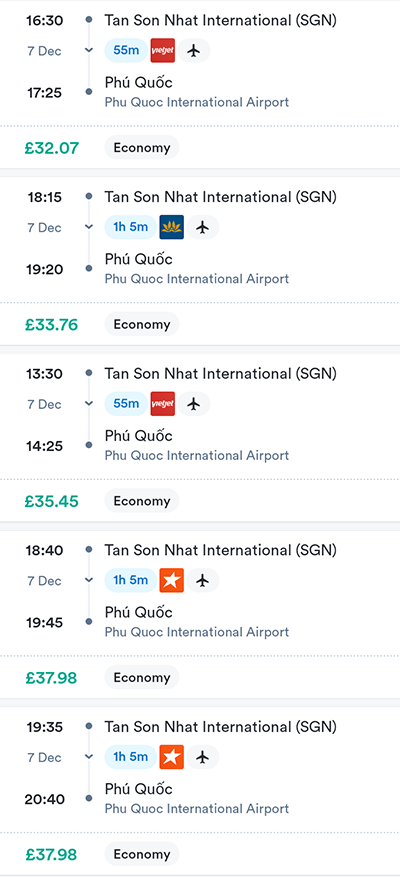 16:30 Tan Son Nhat International (SGN)
7 Dec 55m vietjet
17:25 Phú Quốc
Phu Quoc International Airport
£32.07 Economy
18:15 Tan Son Nhat International (SGN)
7 Dec 1h 5m
19:20 Phú Quốc
Phu Quoc International Airport
£33.76 Economy
13:30 Tan Son Nhat International (SGN)
7 Dec 55m vietjet
14:25 Phú Quốc
Phu Quoc International Airport
£35.45 Economy
18:40 Tan Son Nhat International (SGN)
7 Dec 1h 5m
19:45 Phú Quốc
Phu Quoc International Airport
£37.98 Economy
19:35 Tan Son Nhat International (SGN)
7 Dec 1h 5m
20:40 Phú Quốc
Phu Quoc International Airport
£37.98 Economy